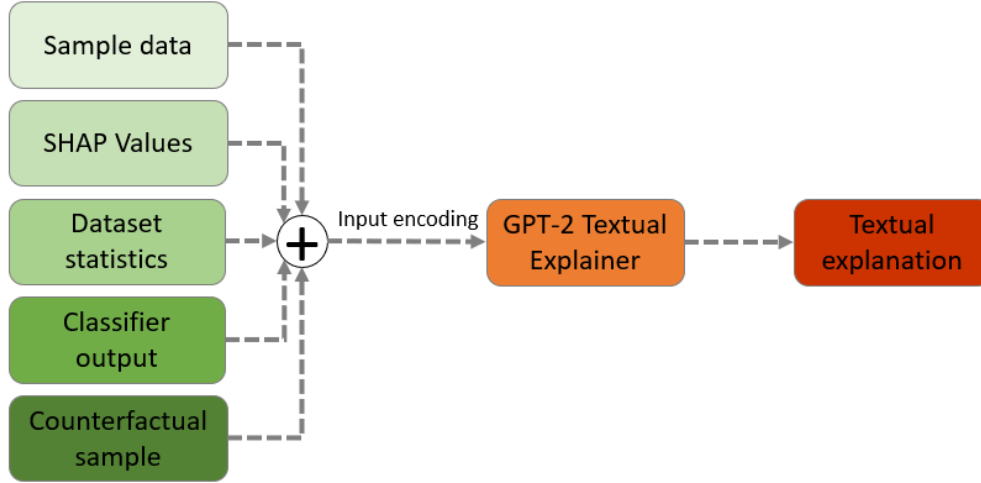 Sample data
SHAP Values
Dataset
statistics
Classifier
output
Counterfactual
sample
+
Input encoding
GPT-2 Textual
Explainer
Textual
explanation